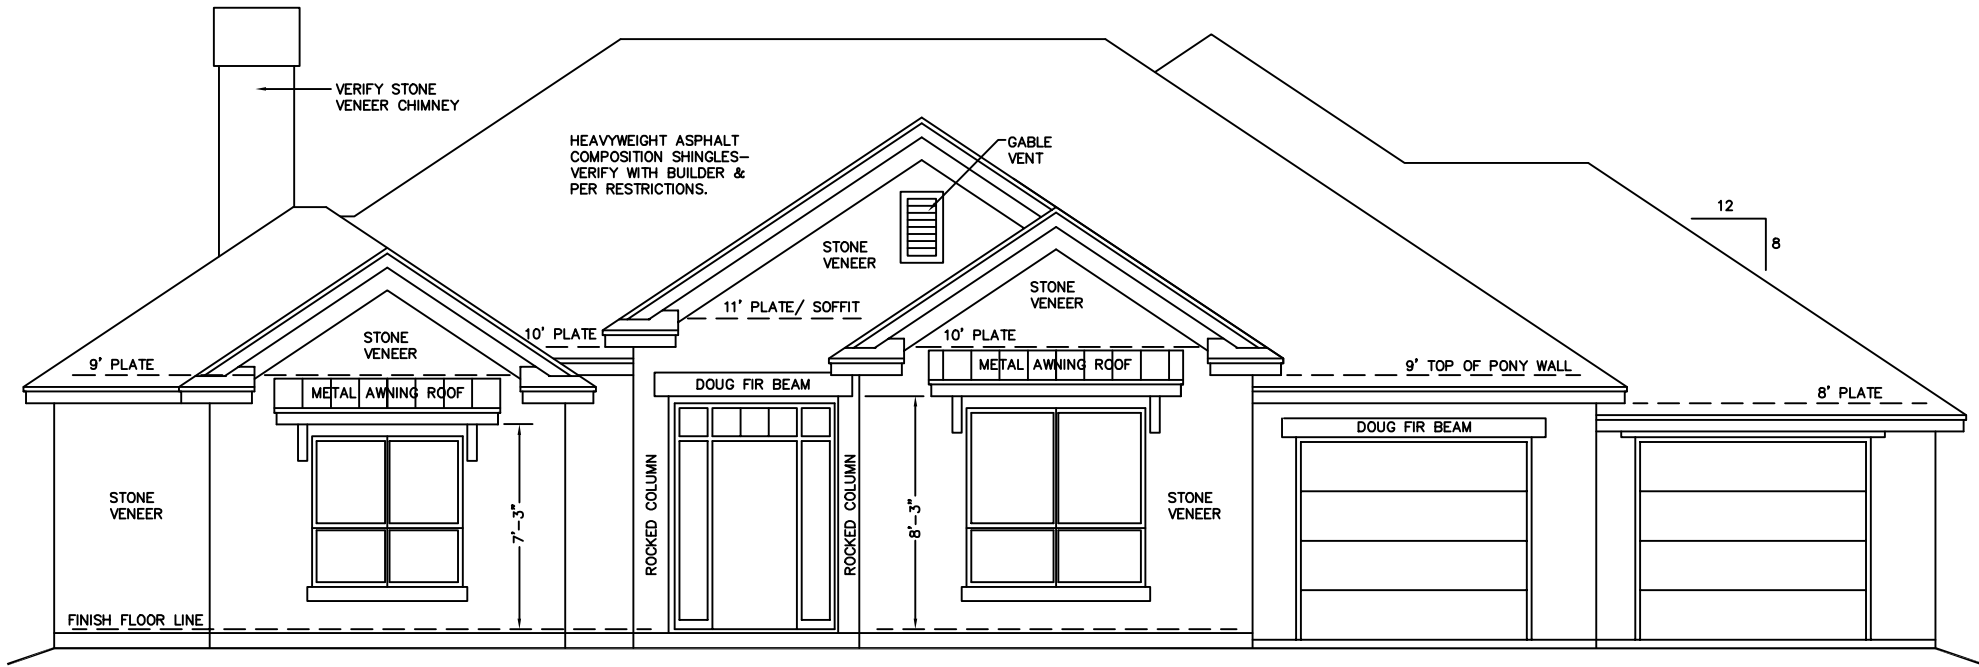 VERIFY STONE
VENEER CHIMNEY
HEAVYWEIGHT ASPHALT
COMPOSITION SHINGLES-
VERIFY WITH BUILDER &
PER RESTRICTIONS.
GABLE
VENT
12
8
STONE
VENEER
STONE
VENEER
11' PLATE/ SOFFIT
10' PLATE
10' PLATE
STONE
VENEER
9' PLATE
METAL AWNING ROOF
9' TOP OF PONY WALL
METAL AWNING ROOF
DOUG FIR BEAM
8' PLATE
DOUG FIR BEAM
STONE
VENEER
7'-3"
ROCKED COLUMN
ROCKED COLUMN
8'-3"
STONE
VENEER
FINISH FLOOR LINE